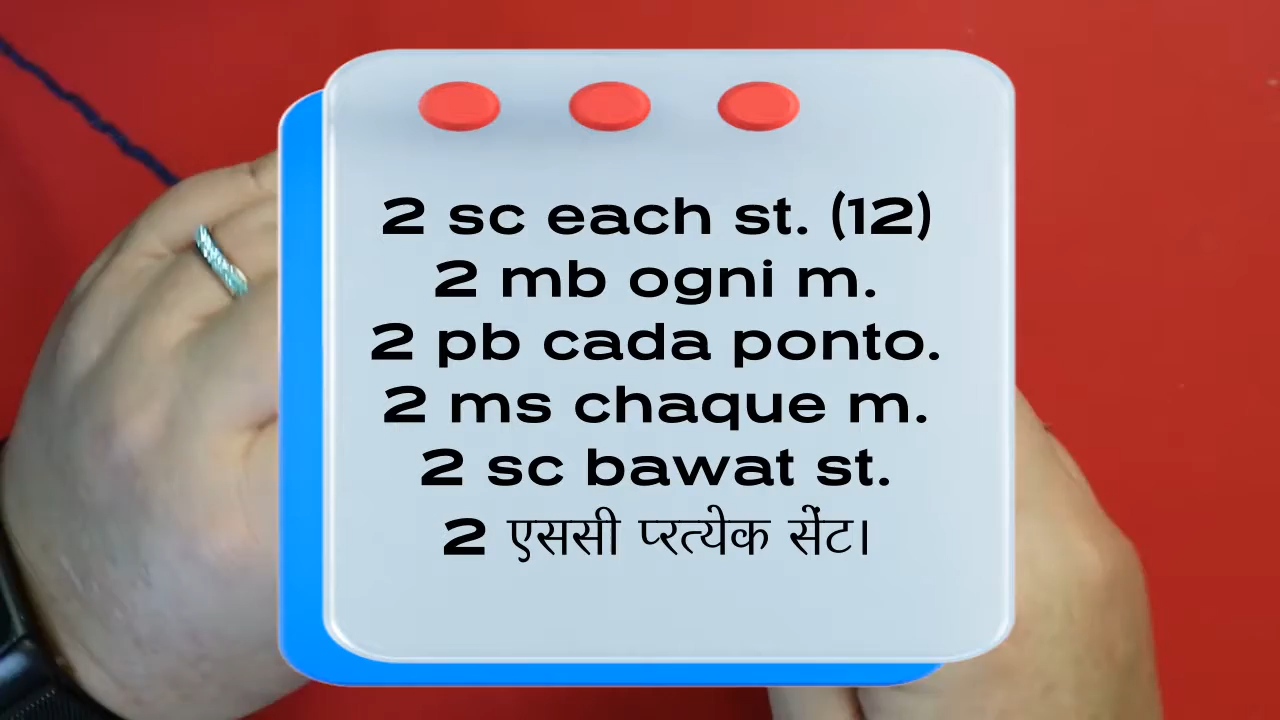 2 sc each st. (12)
2 mb ogni m.
2 pb cada ponto.
2 ms chaque m.
2 sc bawat st.
2 एससी प्रत्येक सेंट।